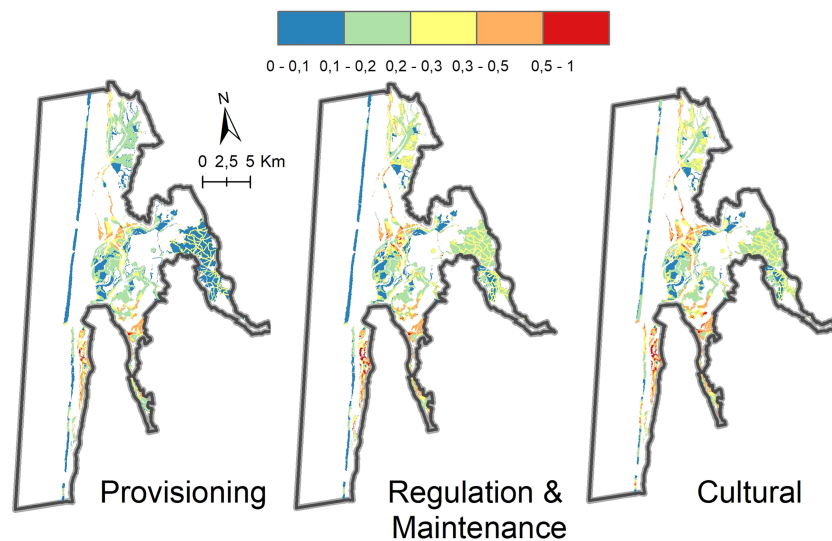 0 - 0,1 0,1 - 0,2 0,2 - 0,3 0,3 - 0,5 0,5 - 1
N
0 2,5 5 Km
Provisioning
Regulation &
Maintenance
Cultural